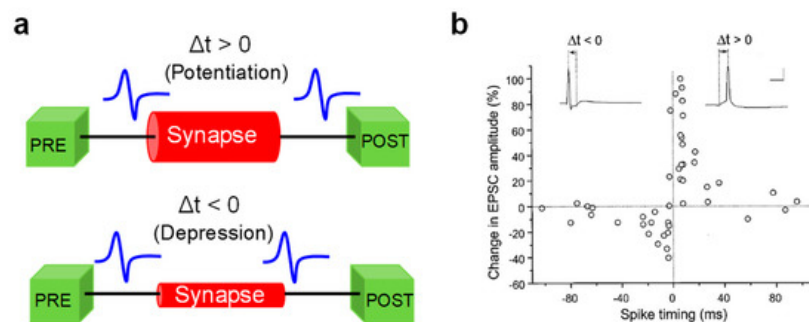 a
Δt > 0
(Potentiation)
PRE
Synapse
POST
Δt < 0
(Depression)
PRE
Synapse
POST
b
Δt < 0
Δt > 0
Change in EPSC amplitude (%)
100
80
60
40
20
0
-20
-40
-60
-80
-40
0
40
80
Spike timing (ms)